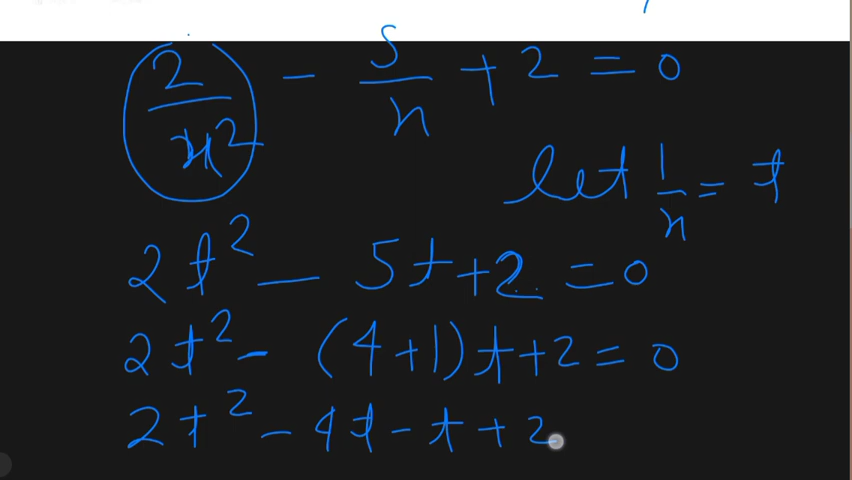 2/x² - 5/x + 2 = 0
let 1/x = t
2t² - 5t + 2 = 0
2t² - (4+1)t + 2 = 0
2t² - 4t - t + 2